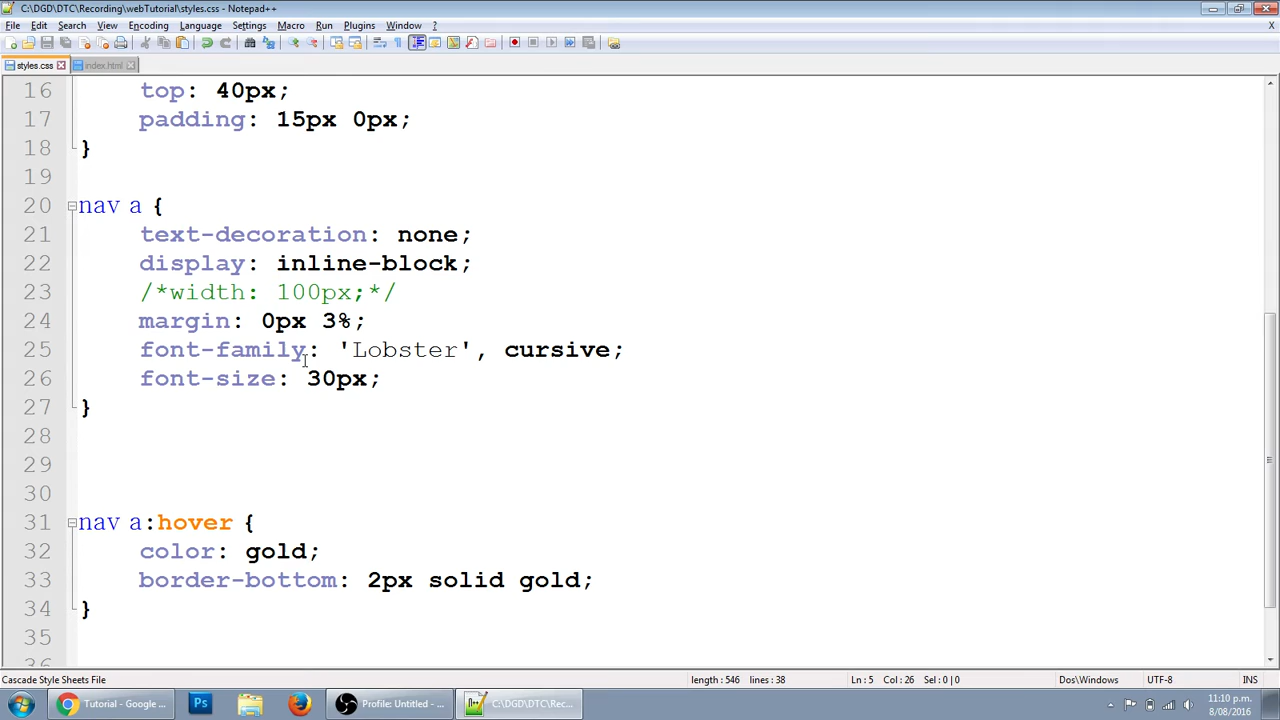 C:\DGD\DTC\Recording\webTutorial\styles.css - Notepad++
File Edit Search View Encoding Language Settings Macro Run Plugins Window ? X
styles.css index.html
16 top: 40px;
17 padding: 15px 0px;
18 }
19
20 nav a {
21 text-decoration: none;
22 display: inline-block;
23 /*width: 100px;*/
24 margin: 0px 3%;
25 font-family: 'Lobster', cursive;
26 font-size: 30px;
27 }
28
29
30
31 nav a:hover {
32 color: gold;
33 border-bottom: 2px solid gold;
34 }
35
36
Cascade Style Sheets File length : 546 lines : 38 Ln : 5 Col : 26 Sel : 0 | 0 Dos\Windows UTF-8 INS
Tutorial - Google ... Ps Profile: Untitled - ... C:\DGD\DTC\Rec... 11:10 p.m.
8/08/2016